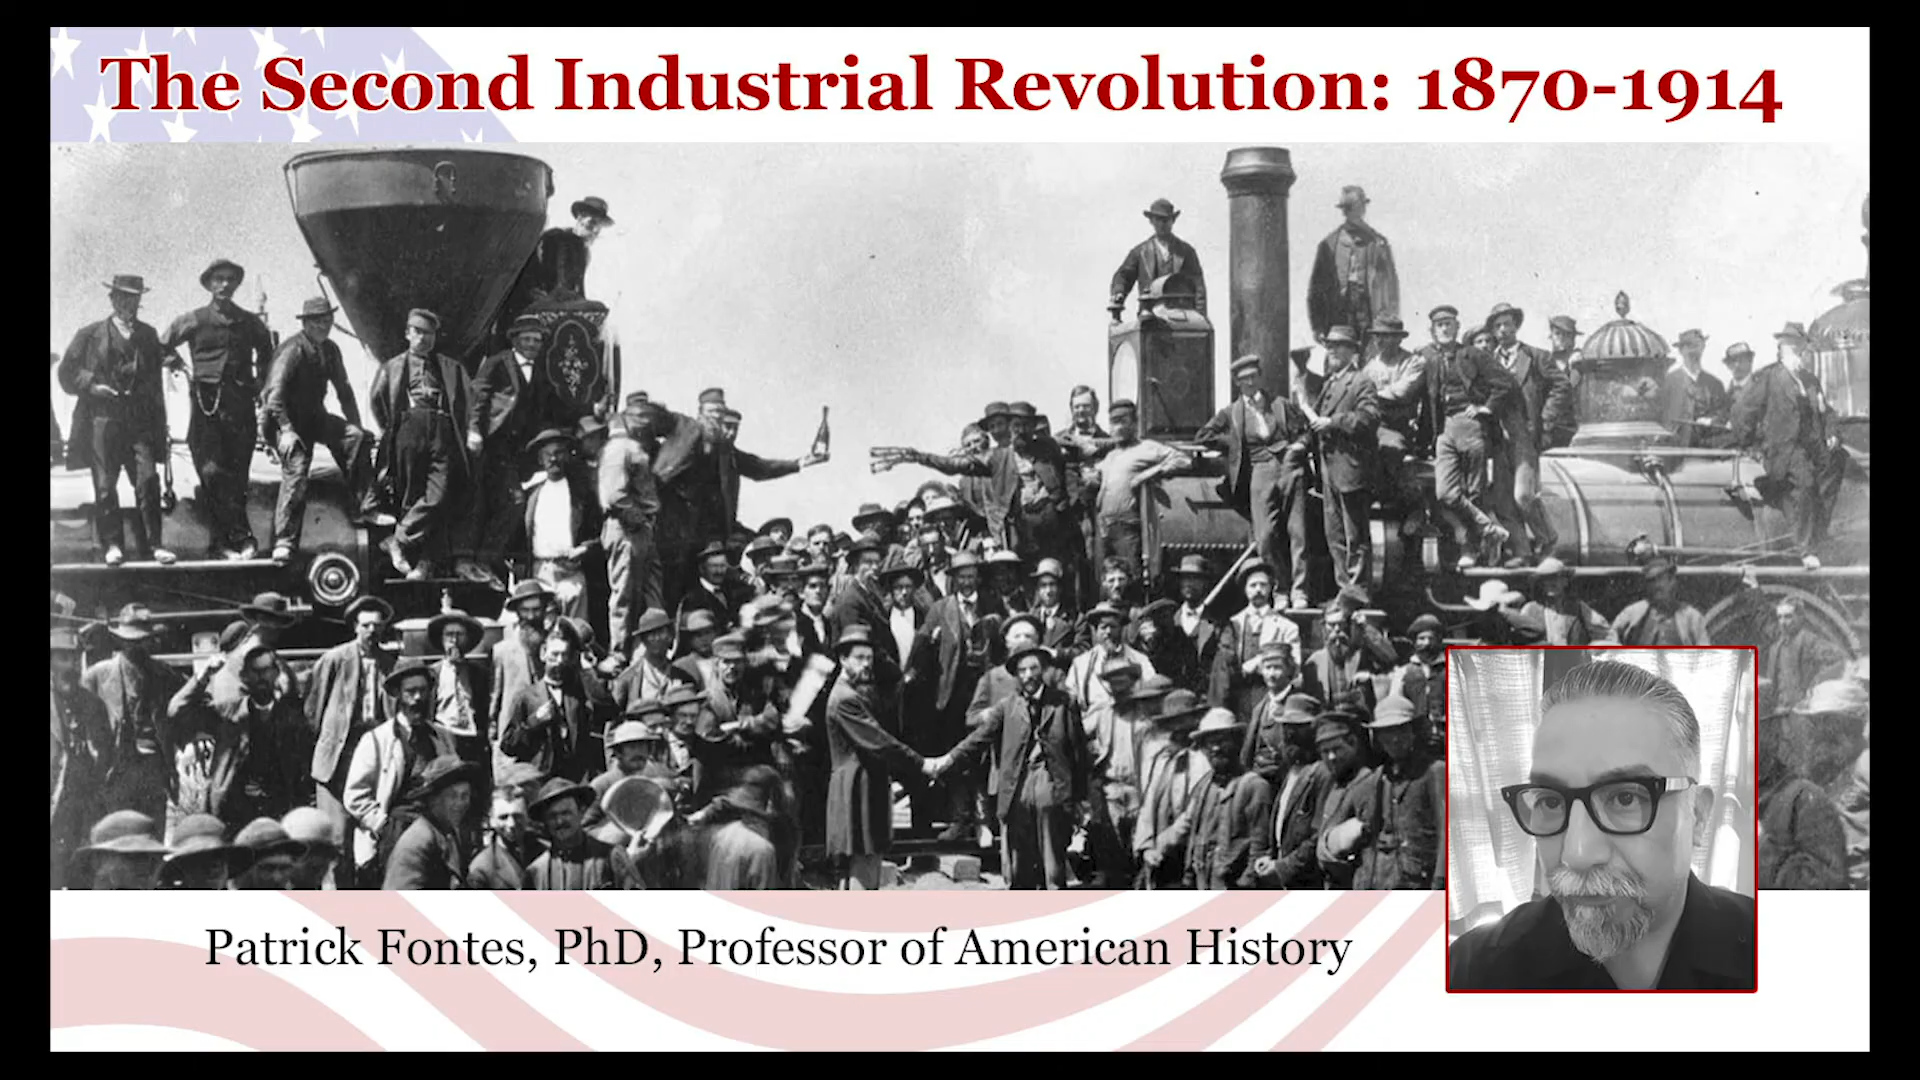 The Second Industrial Revolution: 1870-1914
Patrick Fontes, PhD, Professor of American History